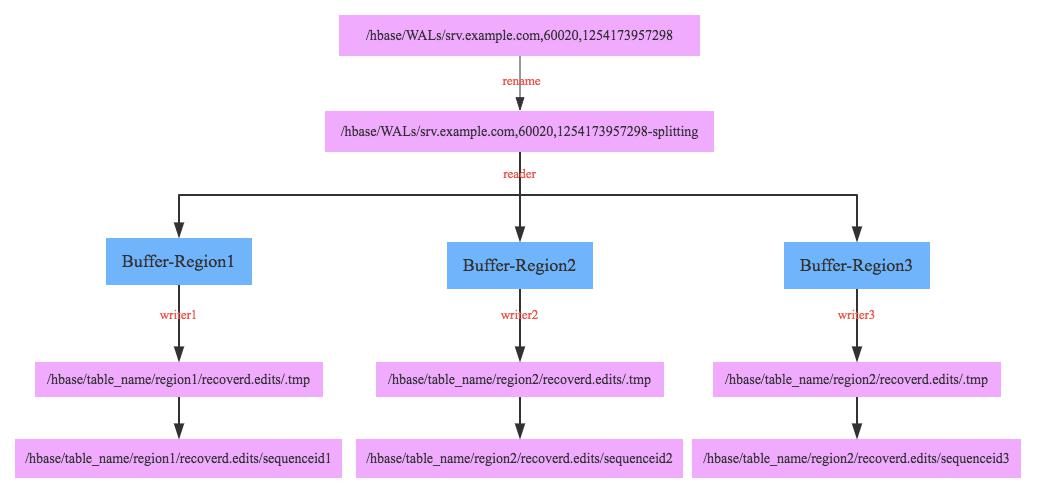 /hbase/WALs/srv.example.com,60020,1254173957298
rename
/hbase/WALs/srv.example.com,60020,1254173957298-splitting
reader
Buffer-Region1
Buffer-Region2
Buffer-Region3
writer1
writer2
writer3
/hbase/table_name/region1/recoverd.edits/.tmp
/hbase/table_name/region2/recoverd.edits/.tmp
/hbase/table_name/region2/recoverd.edits/.tmp
/hbase/table_name/region1/recoverd.edits/sequenceid1
/hbase/table_name/region2/recoverd.edits/sequenceid2
/hbase/table_name/region2/recoverd.edits/sequenceid3